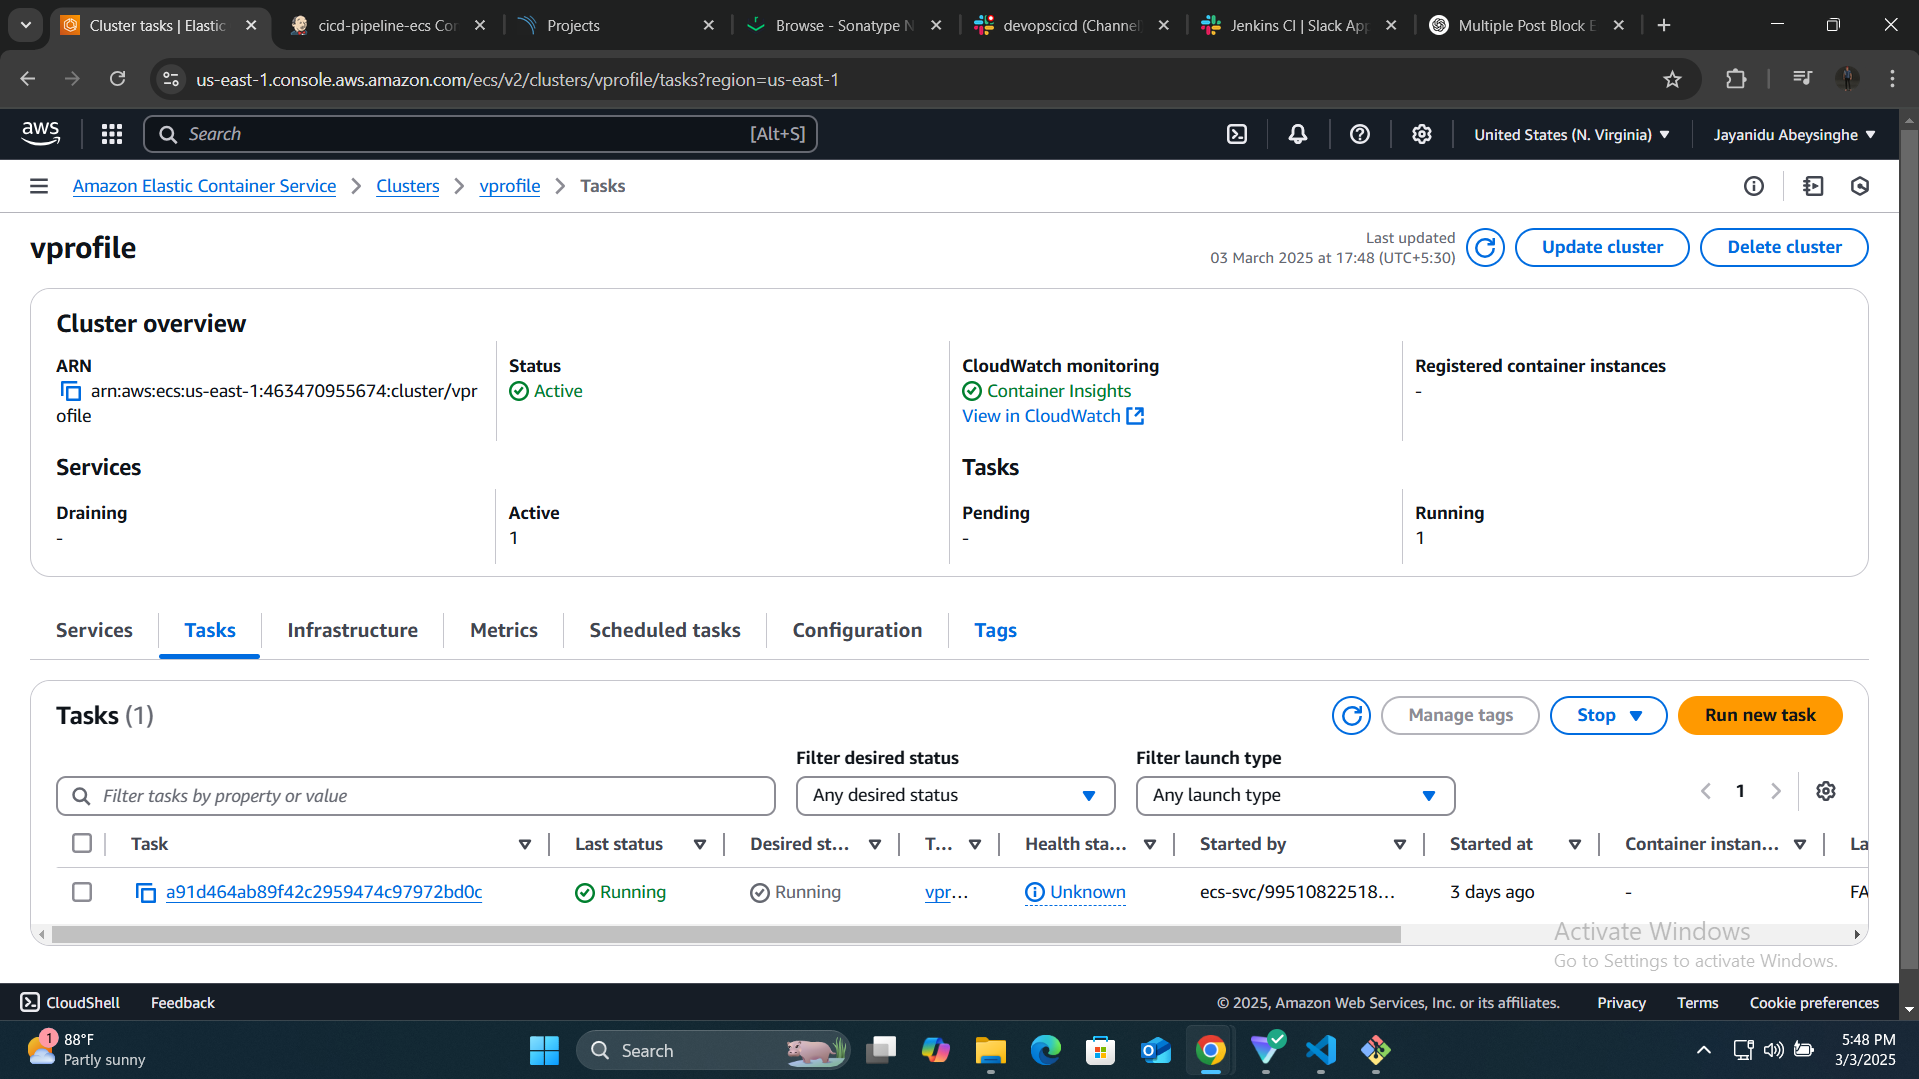 Cluster tasks | Elastic
cicd-pipeline-ecs Co
Projects
Browse - Sonatype N
devopscicd (Channel
Jenkins CI | Slack App
Multiple Post Block E
us-east-1.console.aws.amazon.com/ecs/v2/clusters/vprofile/tasks?region=us-east-1
aws
Search
[Alt+S]
United States (N. Virginia)
Jayanidu Abeysinghe
Amazon Elastic Container Service
Clusters
vprofile
Tasks
vprofile
Last updated
03 March 2025 at 17:48 (UTC+5:30)
Update cluster
Delete cluster
Cluster overview
ARN
arn:aws:ecs:us-east-1:463470955674:cluster/vpr
ofile
Status
Active
CloudWatch monitoring
Container Insights
View in CloudWatch
Registered container instances
-
Services
Tasks
Draining
-
Active
1
Pending
-
Running
1
Services
Tasks
Infrastructure
Metrics
Scheduled tasks
Configuration
Tags
Tasks (1)
Manage tags
Stop
Run new task
Filter desired status
Filter launch type
Filter tasks by property or value
Any desired status
Any launch type
1
Task
Last status
Desired st...
T...
Health sta...
Started by
Started at
Container instan...
La
a91d464ab89f42c2959474c97972bd0c
Running
Running
vpr...
Unknown
ecs-svc/99510822518...
3 days ago
-
FA
Activate Windows
Go to Settings to activate Windows.
CloudShell
Feedback
© 2025, Amazon Web Services, Inc. or its affiliates.
Privacy
Terms
Cookie preferences
1
88°F
Partly sunny
Search
5:48 PM
3/3/2025